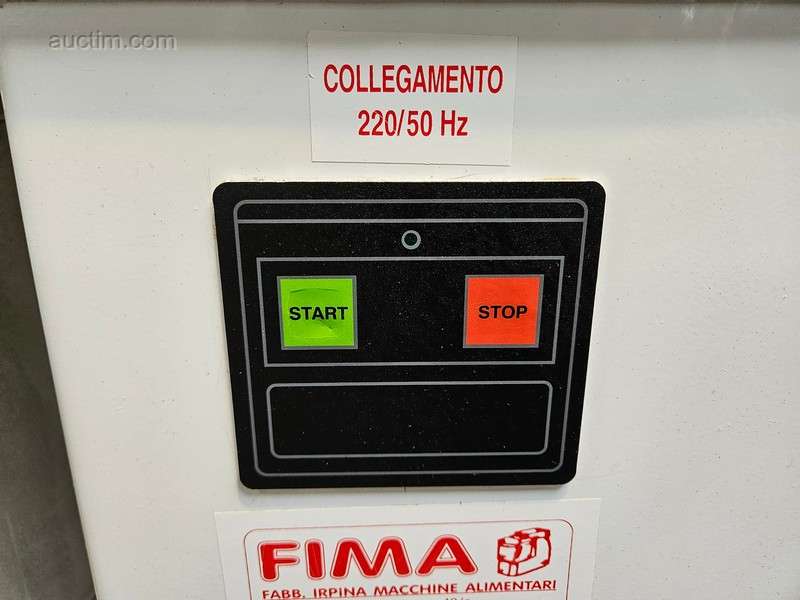 auctim.com
COLLEGAMENTO
220/50 Hz
START
STOP
FIMA
FABB. IRPINA MACCHINE ALIMENTARI